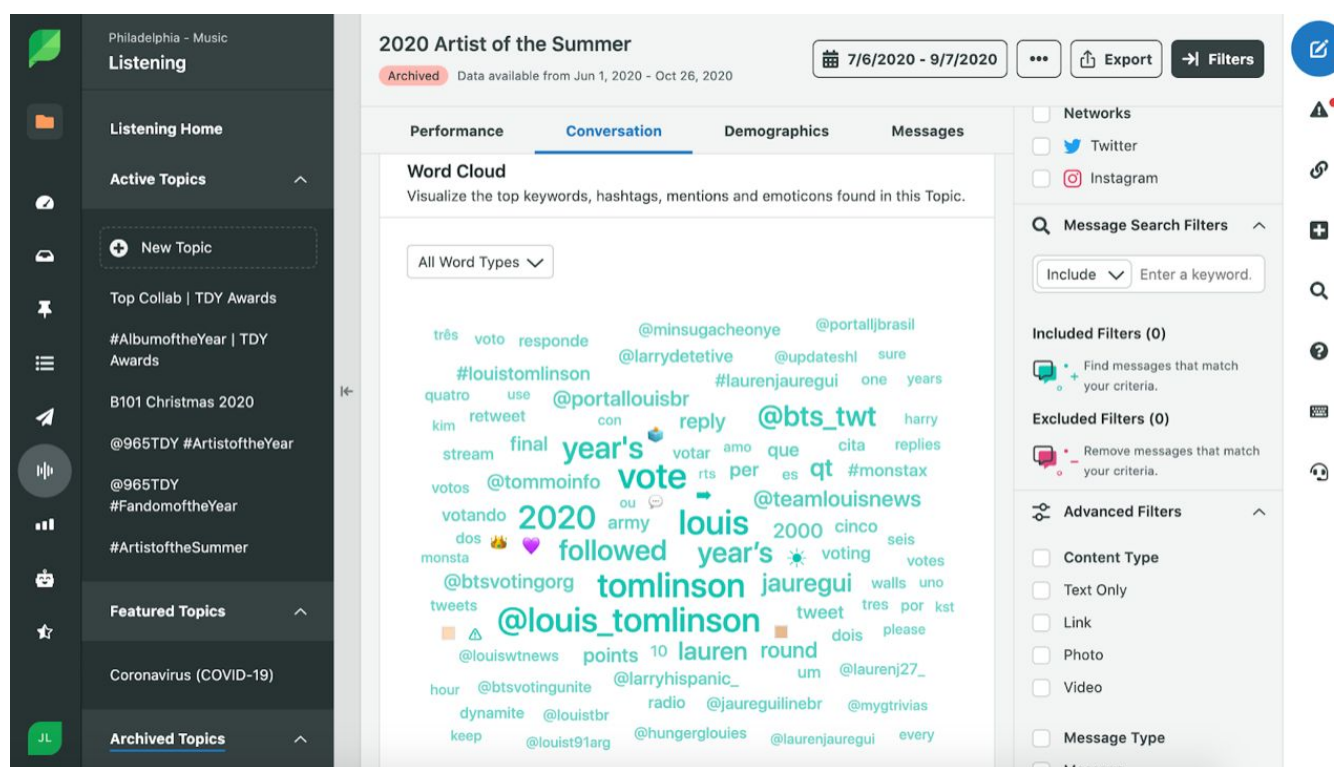 Philadelphia - Music
Listening
Listening Home
Active Topics
New Topic
Top Collab | TDY Awards
#AlbumoftheYear | TDY
Awards
B101 Christmas 2020
@965TDY #ArtistoftheYear
@965TDY
#FandomoftheYear
#ArtistoftheSummer
Featured Topics
Coronavirus (COVID-19)
JL
Archived Topics
2020 Artist of the Summer
Archived Data available from Jun 1, 2020 - Oct 26, 2020
7/6/2020 - 9/7/2020
Export
Filters
Performance Conversation Demographics Messages
Word Cloud
Visualize the top keywords, hashtags, mentions and emoticons found in this Topic.
All Word Types
três voto responde @minsugacheonye @portalljbrasil
@larrydetetive @updateshl sure
#louistomlinson #laurenjauregui one years
quatro use @portallouisbr
kim retweet con reply @bts_twt harry
stream final year's votar amo que cita replies
votos @tommoinfo vote rts per es qt #monstax
ou @teamlouisnews
votando 2020 army louis 2000 cinco
dos followed year's voting seis
monsta votes
@btsvotingorg tomlinson jauregui walls uno
tweets @louis_tomlinson tweet tres por kst
dois please
@louiswtnews points 10 lauren round
hour @btsvotingunite @larryhispanic_ um @laurenj27_
dynamite @louistbr radio @jaureguilinebr @mygtrivias
keep @louist91arg @hungerglouies @laurenjauregui every
Networks
Twitter
Instagram
Message Search Filters
Include Enter a keyword.
Included Filters (0)
Find messages that match
your criteria.
Excluded Filters (0)
Remove messages that match
your criteria.
Advanced Filters
Content Type
Text Only
Link
Photo
Video
Message Type